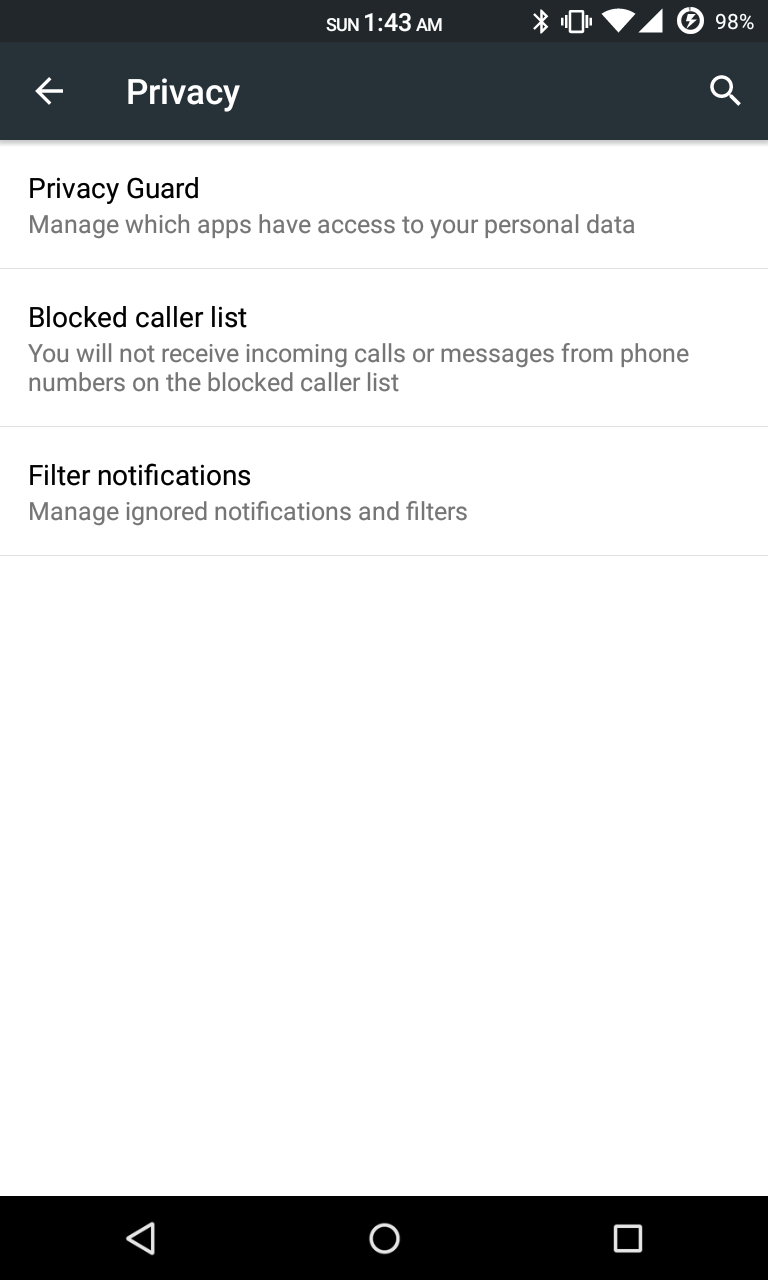 SUN 1:43 AM 98%
Privacy
Privacy Guard
Manage which apps have access to your personal data
Blocked caller list
You will not receive incoming calls or messages from phone
numbers on the blocked caller list
Filter notifications
Manage ignored notifications and filters